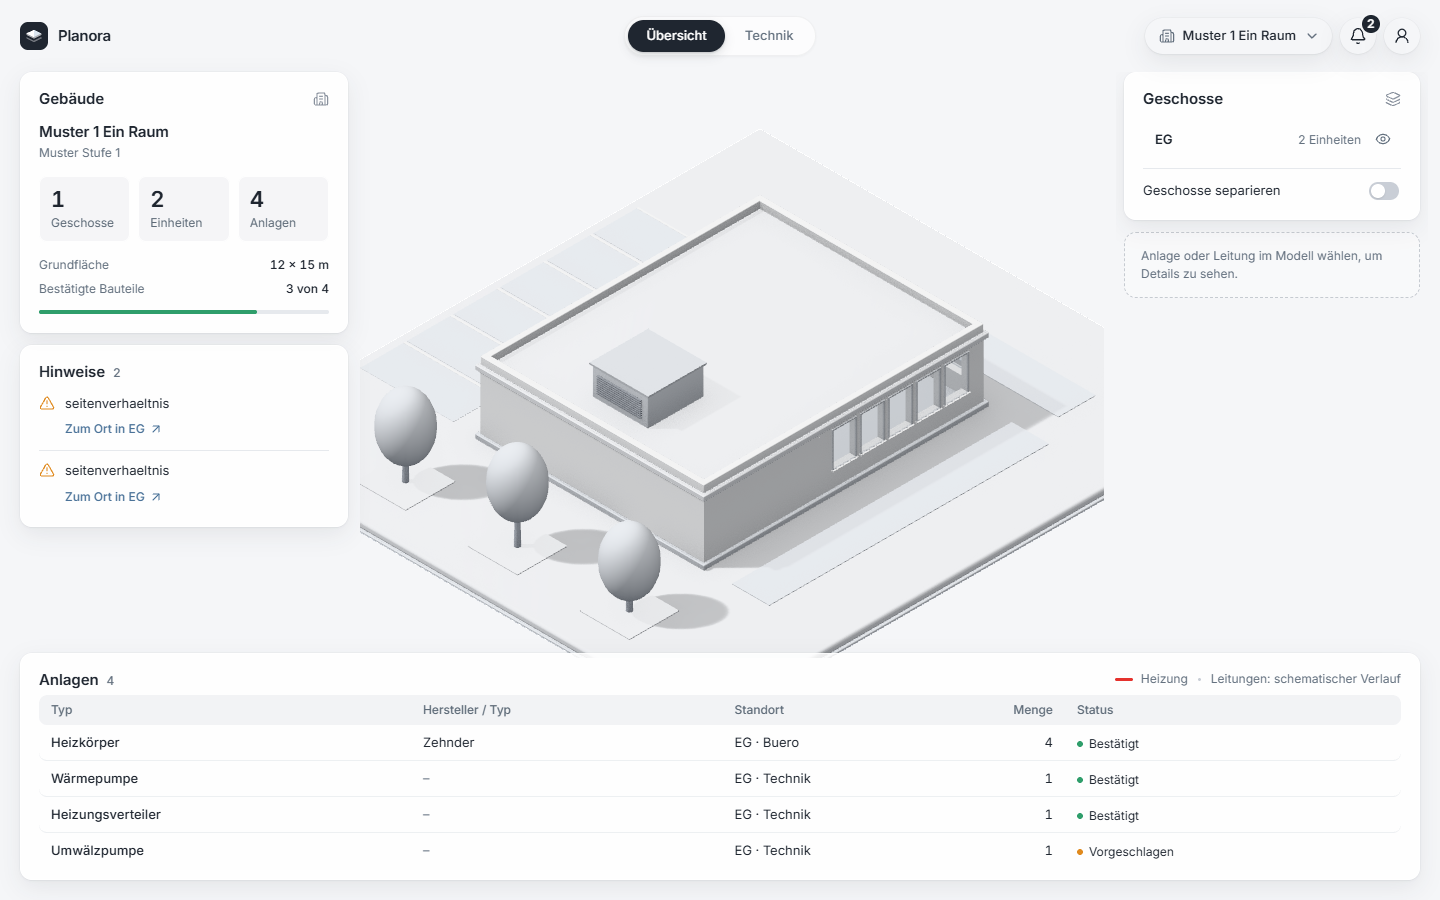 Planora
Übersicht
Technik
Muster 1 Ein Raum
2
Gebäude
Muster 1 Ein Raum
Muster Stufe 1
1 Geschosse
2 Einheiten
4 Anlagen
Grundfläche 12 × 15 m
Bestätigte Bauteile 3 von 4
Hinweise 2
seitenverhaeltnis
Zum Ort in EG
seitenverhaeltnis
Zum Ort in EG
Geschosse
EG 2 Einheiten
Geschosse separieren
Anlage oder Leitung im Modell wählen, um
Details zu sehen.
Anlagen 4
Heizung • Leitungen: schematischer Verlauf
Typ Hersteller / Typ Standort Menge Status
Heizkörper Zehnder EG · Buero 4 Bestätigt
Wärmepumpe – EG · Technik 1 Bestätigt
Heizungsverteiler – EG · Technik 1 Bestätigt
Umwälzpumpe – EG · Technik 1 Vorgeschlagen